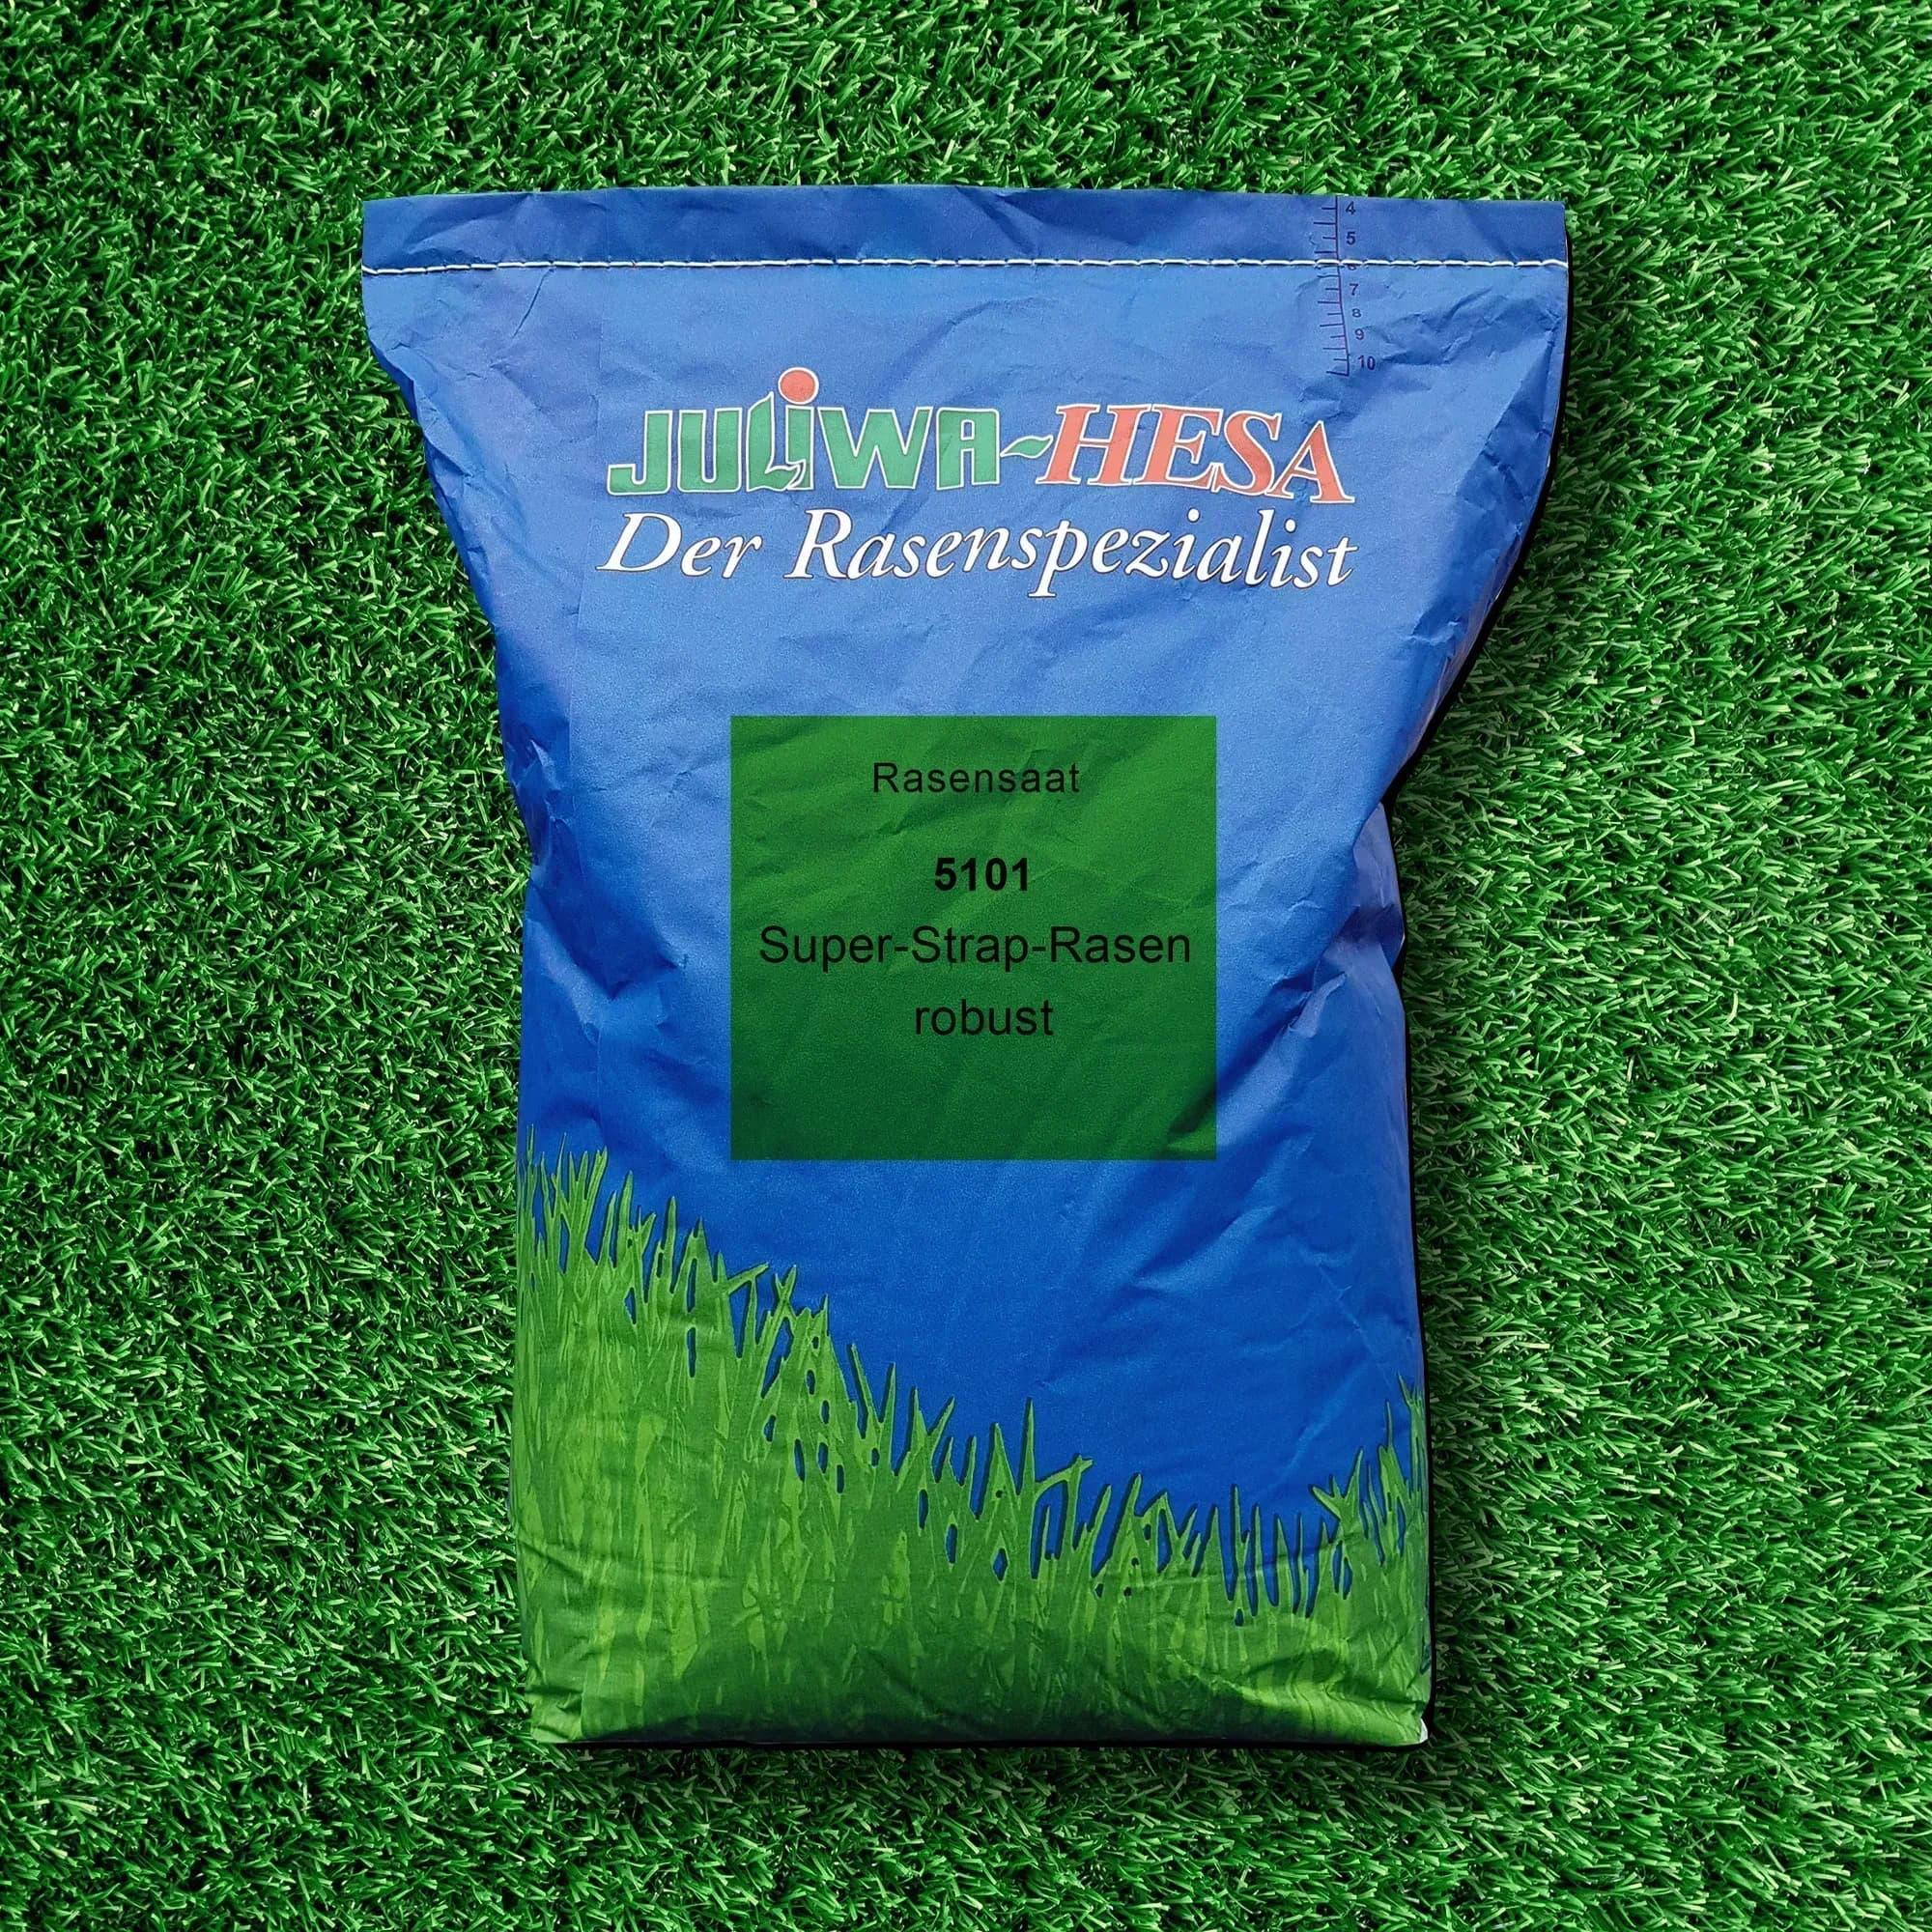 4
5
6
7
8
9
10
JULIWA-HESA
Der Rasenspezialist
Rasensaat
5101
Super-Strap-Rasen
robust